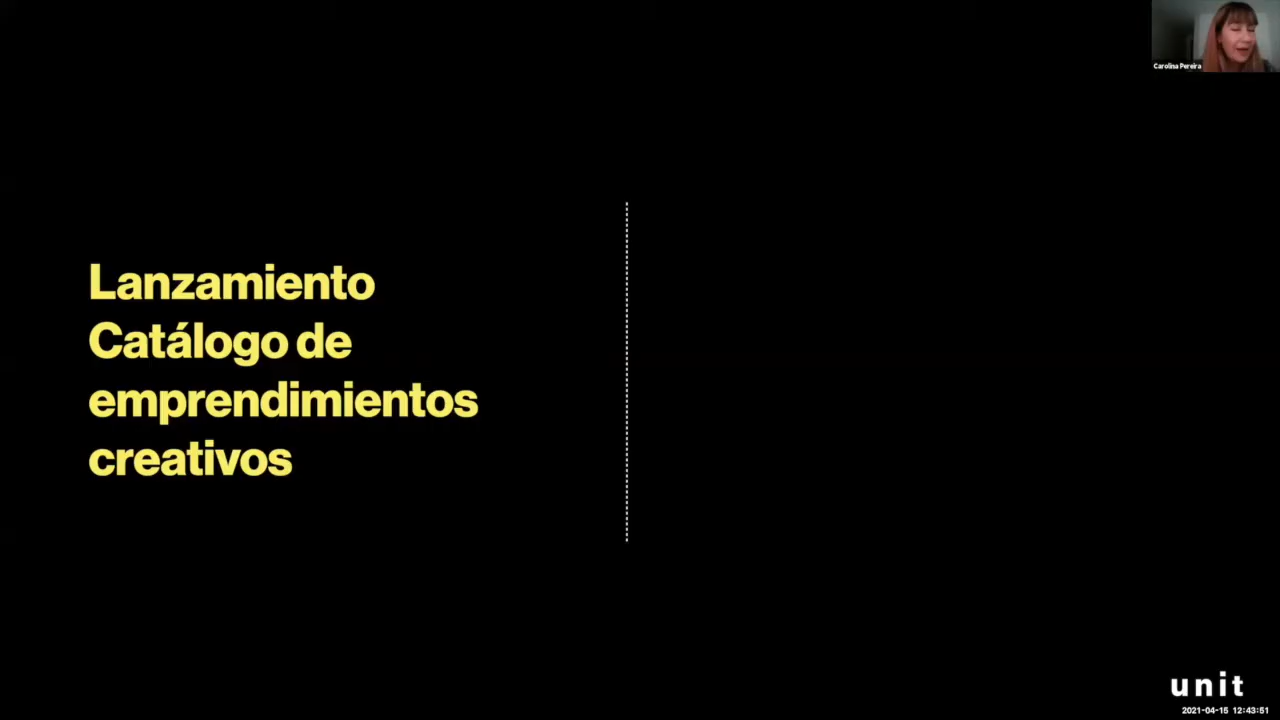 Carolina Pereira
Lanzamiento
Catálogo de
emprendimientos
creativos
unit
2021-04-15 12:43:51